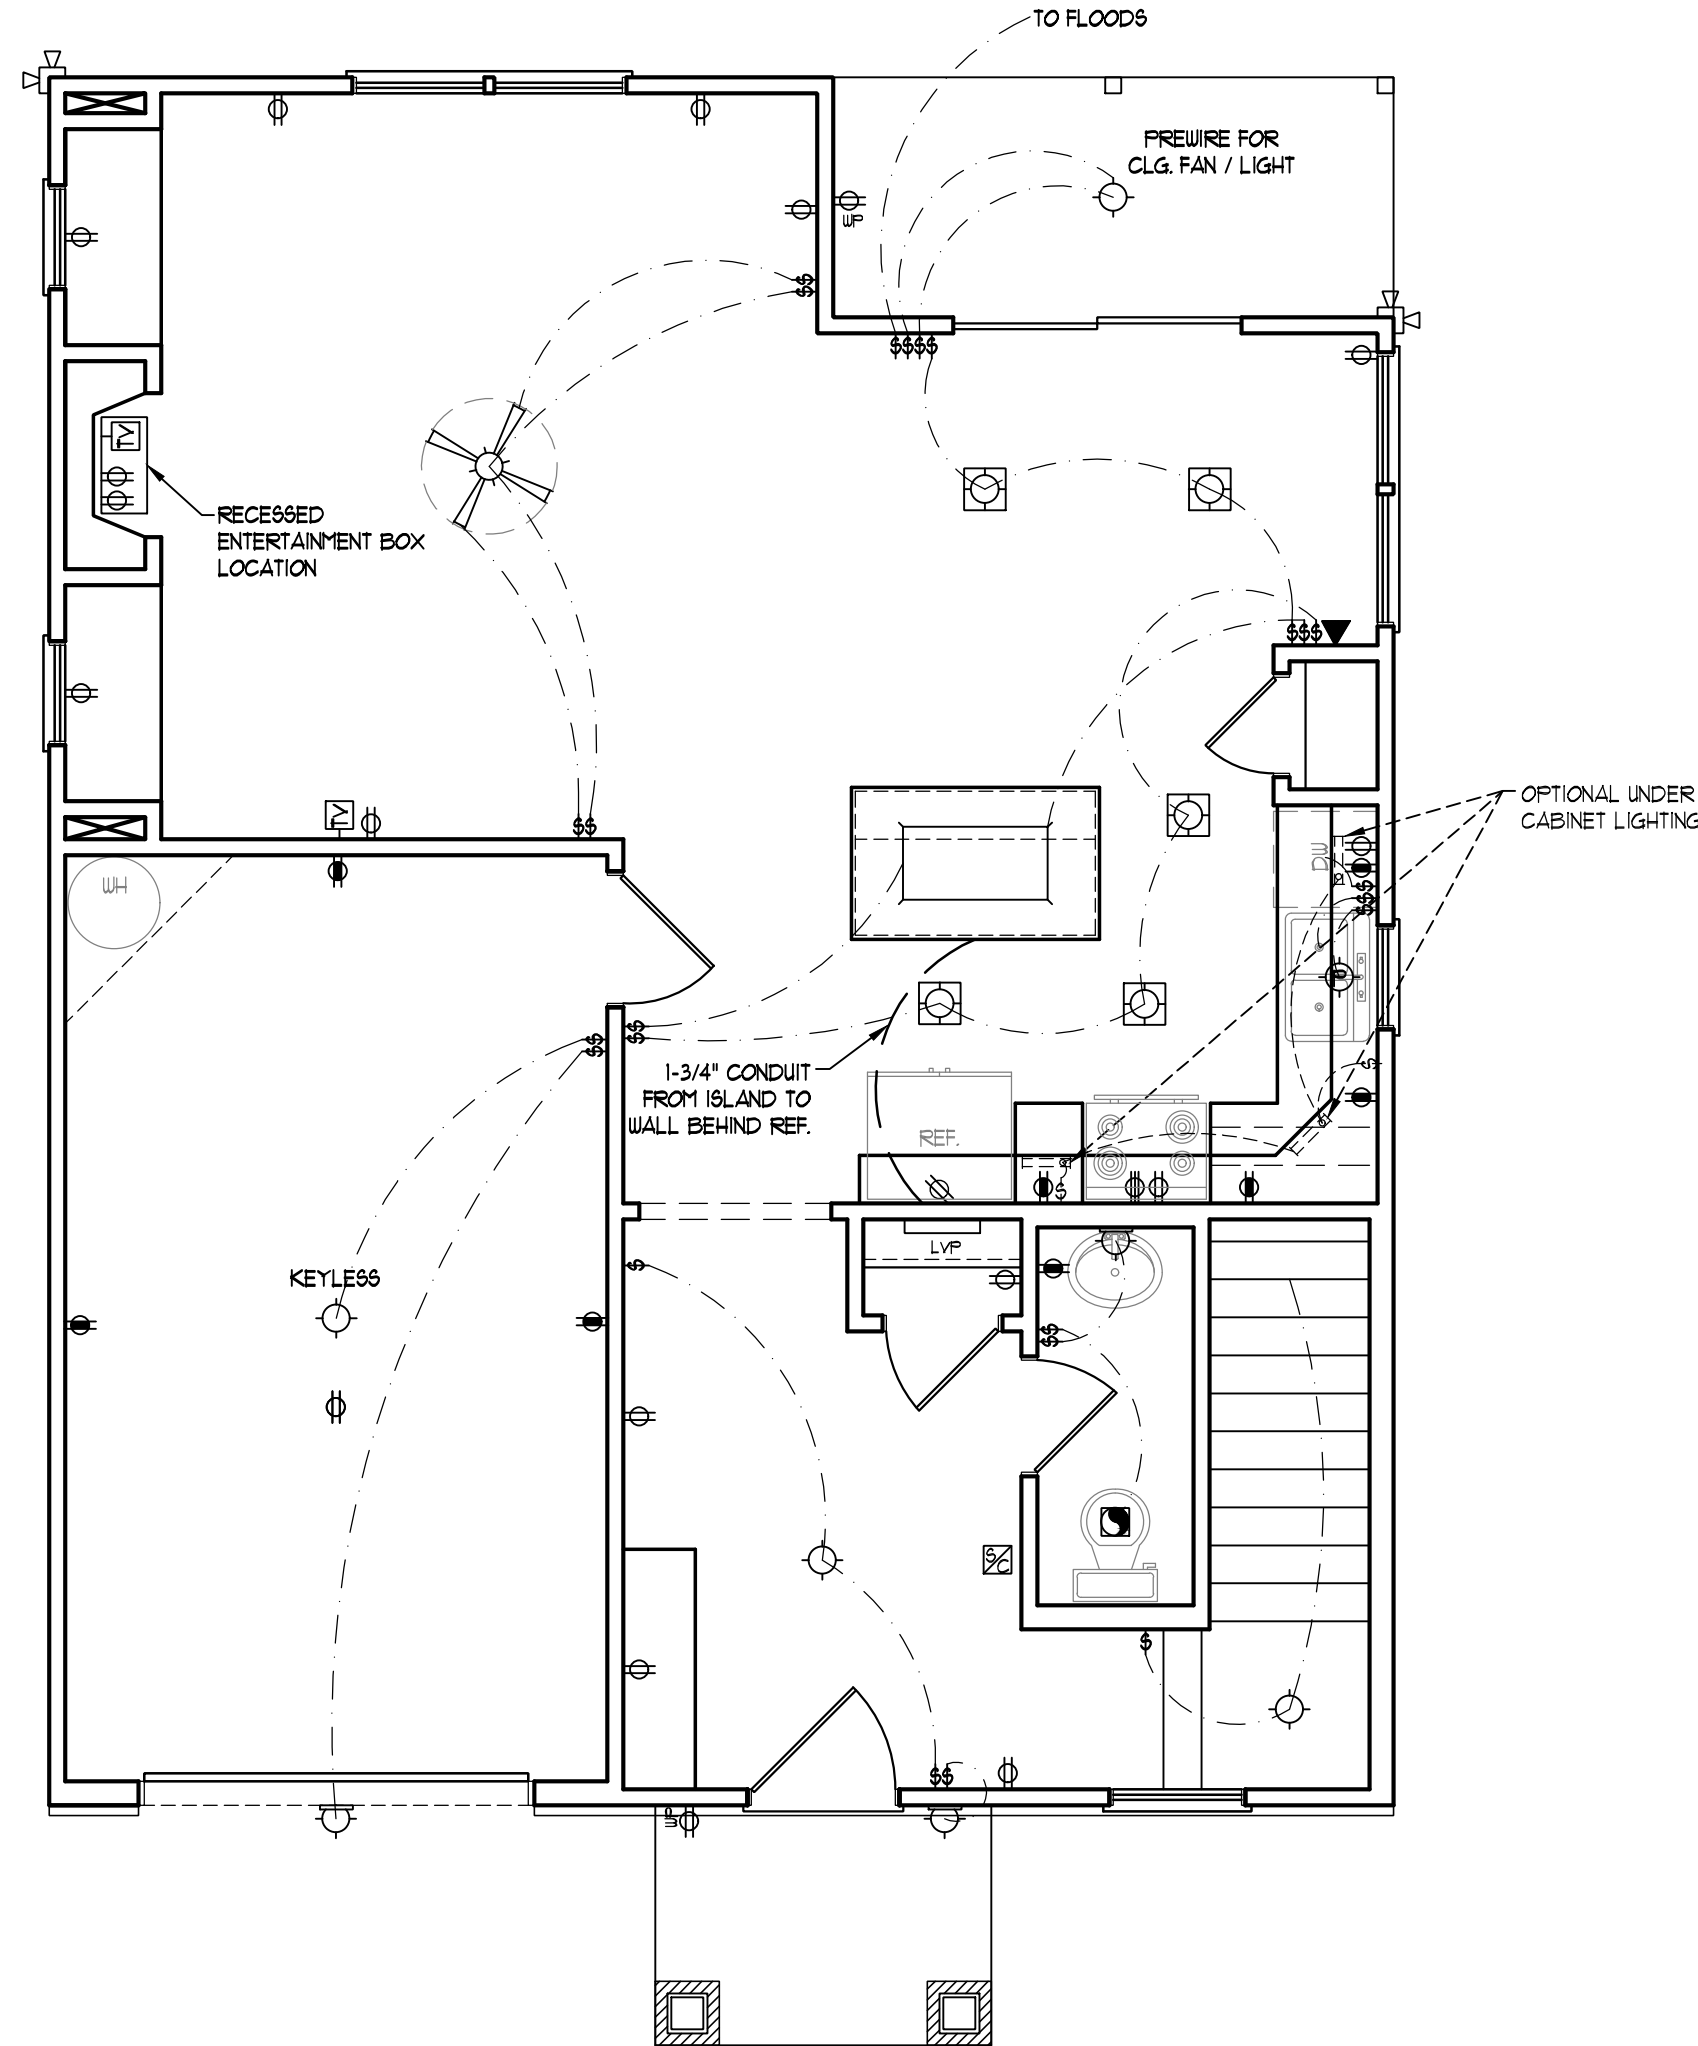 TO FLOODS
PREWIRE FOR
CLG. FAN / LIGHT
WP
$$
$$$$
TV
RECESSED
ENTERTAINMENT BOX
LOCATION
$$$
OPTIONAL UNDER
CABINET LIGHTING
TV
$$
DW
$$$
WH
$$
$$
1-3/4" CONDUIT
FROM ISLAND TO
WALL BEHIND REF.
$
REF.
$
LVP
$
KEYLESS
$$
S/C
$
$$
WP